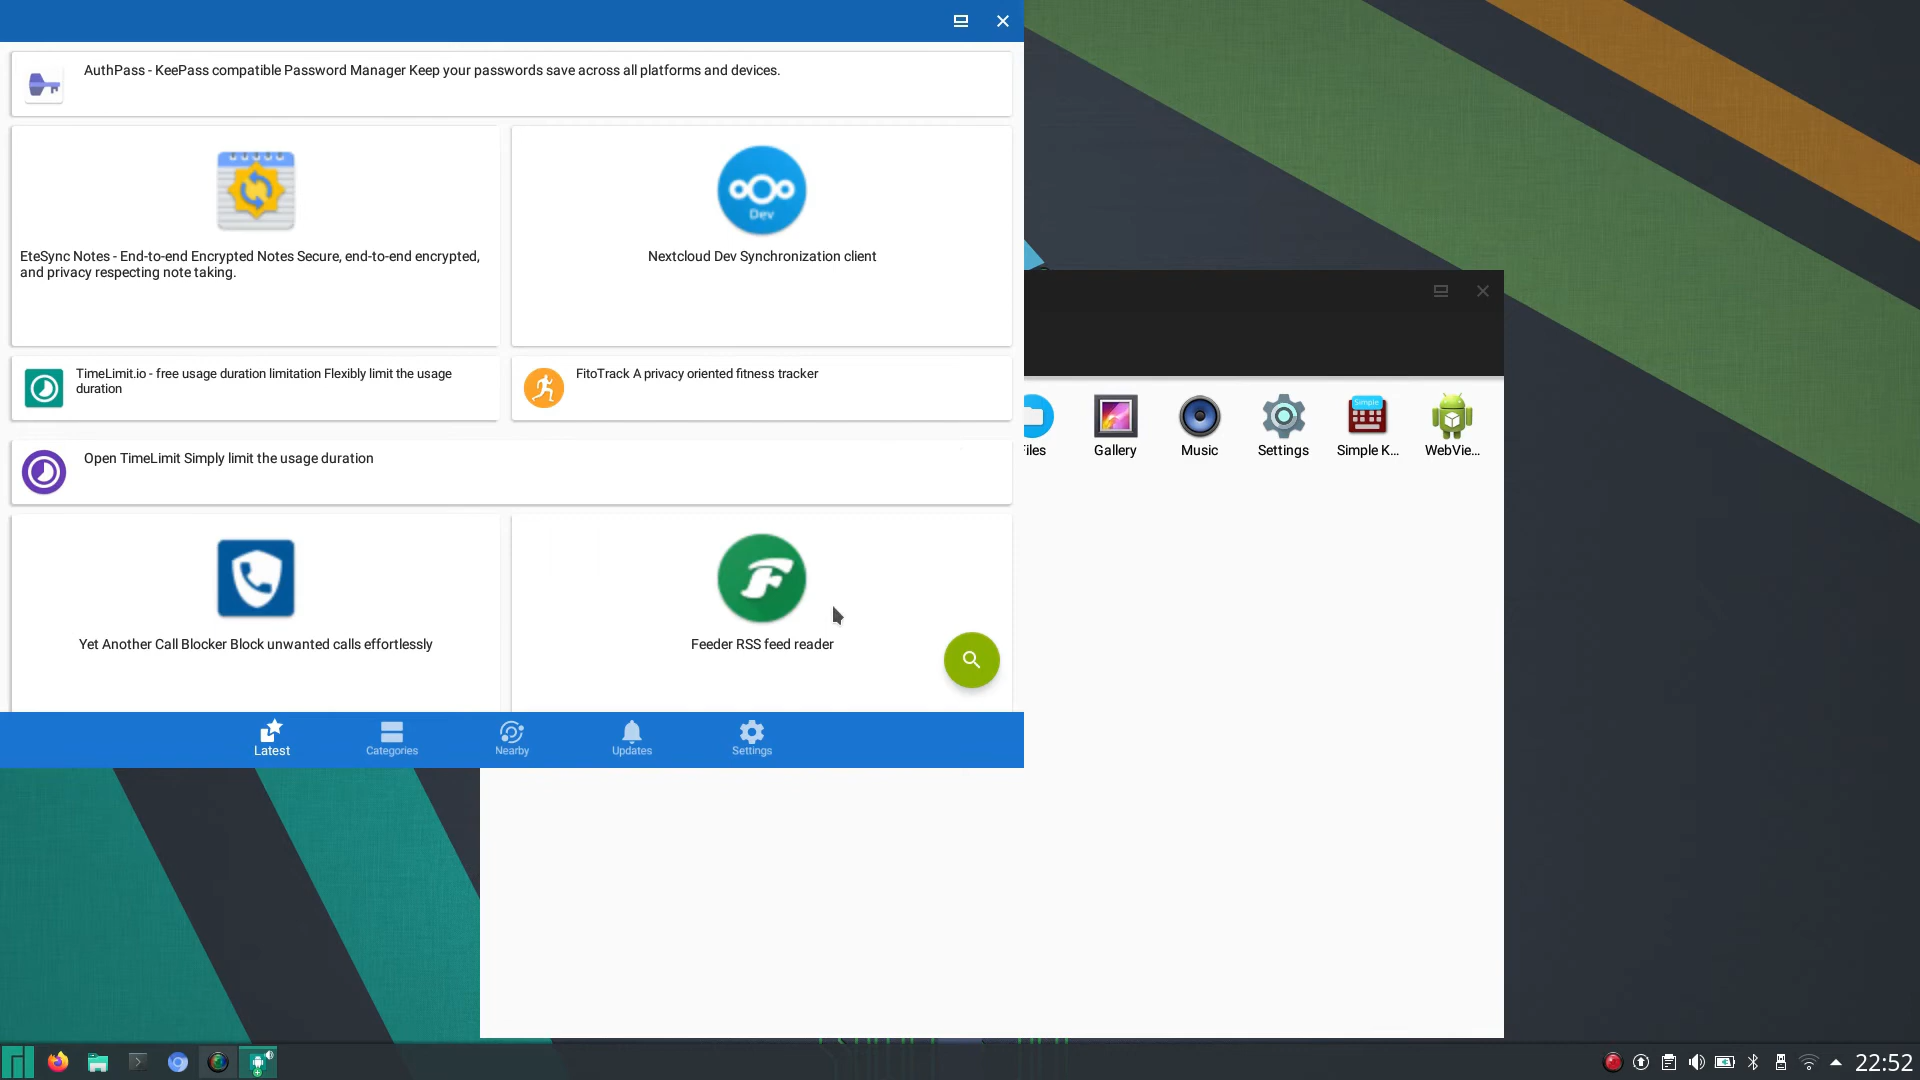 AuthPass - KeePass compatible Password Manager Keep your passwords save across all platforms and devices.
EteSync Notes - End-to-end Encrypted Notes Secure, end-to-end encrypted,
and privacy respecting note taking.
Dev
Nextcloud Dev Synchronization client
TimeLimit.io - free usage duration limitation Flexibly limit the usage
duration
FitoTrack A privacy oriented fitness tracker
Open TimeLimit Simply limit the usage duration
Yet Another Call Blocker Block unwanted calls effortlessly
Feeder RSS feed reader
Latest
Categories
Nearby
Updates
Settings
Files
Gallery
Music
Settings
Simple
Simple K...
WebVie...
22:52